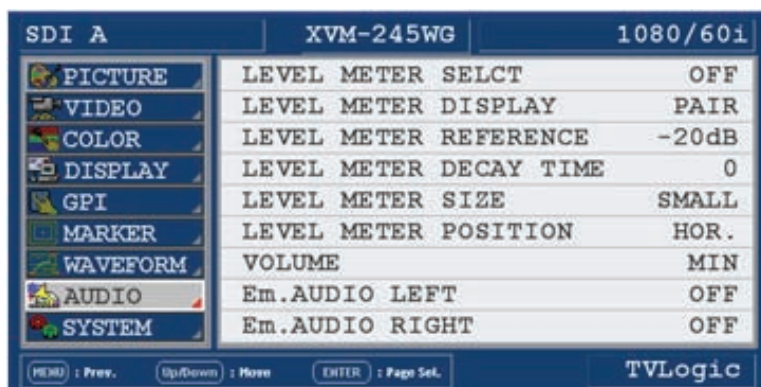 SDI A XVM-245WG 1080/60i
PICTURE
VIDEO
COLOR
DISPLAY
GPI
MARKER
WAVEFORM
AUDIO
SYSTEM
LEVEL METER SELCT OFF
LEVEL METER DISPLAY PAIR
LEVEL METER REFERENCE -20dB
LEVEL METER DECAY TIME 0
LEVEL METER SIZE SMALL
LEVEL METER POSITION HOR.
VOLUME MIN
Em.AUDIO LEFT OFF
Em.AUDIO RIGHT OFF
MENU : Prev. Up/Down : Move ENTER : Page Sel. TVLogic